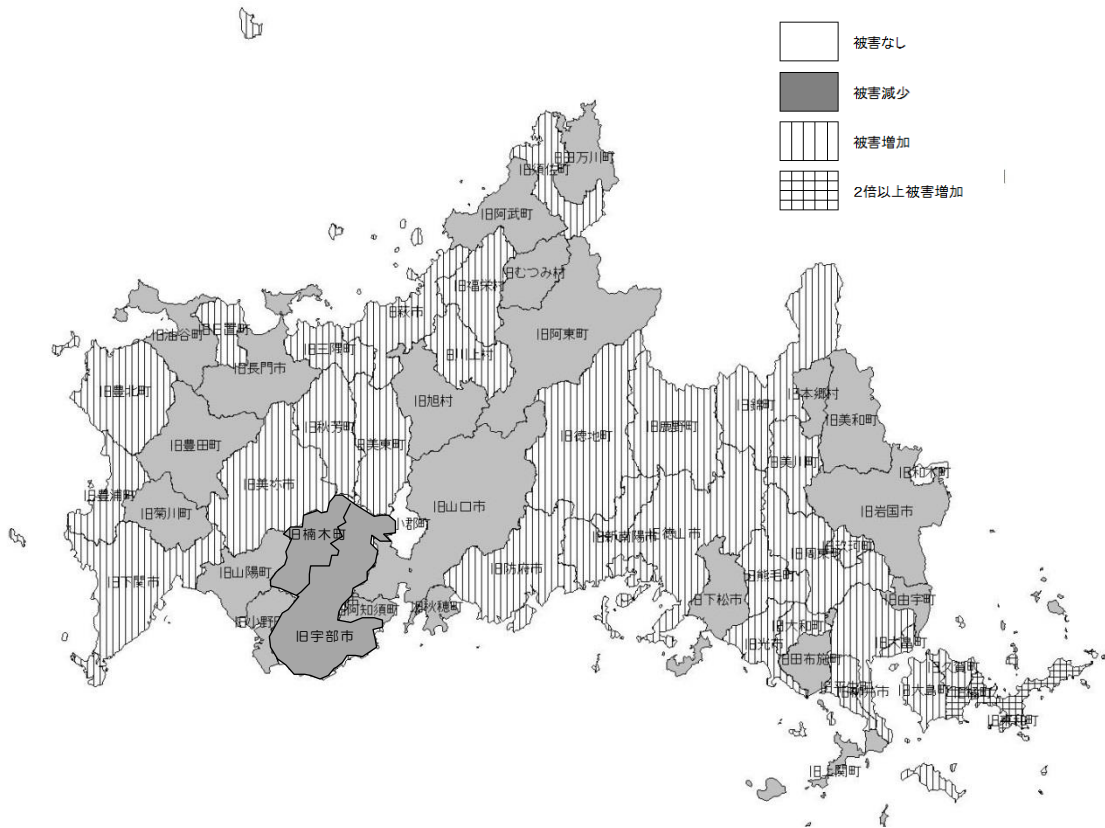 被害なし
被害減少
被害増加
2倍以上被害増加
旧田万川町
旧須佐町
旧阿武町
旧むつみ村
旧福栄村
旧萩市
旧阿東町
旧日置町
旧油谷町
旧三隅町
旧川上村
旧長門市
旧豊北町
旧本郷村
旧旭村
旧錦町
旧美和町
旧秋芳町
旧徳地町
旧鹿野町
旧美東町
旧豊田町
旧美川町
旧和木町
旧美祢市
旧豊浦町
旧山口市
旧菊川町
旧岩国市
小郡町
旧楠木町
旧新南陽市
旧徳山市
旧玖珂町
旧周東町
旧防府市
旧山陽町
旧下関市
旧熊毛町
旧下松市
旧由宇町
旧秋穂町
旧阿知須町
旧小野田
旧大和町
旧宇部市
旧光市
旧大畠町
旧田布施町
旧久賀町
旧大島町
旧東和町
旧上関町